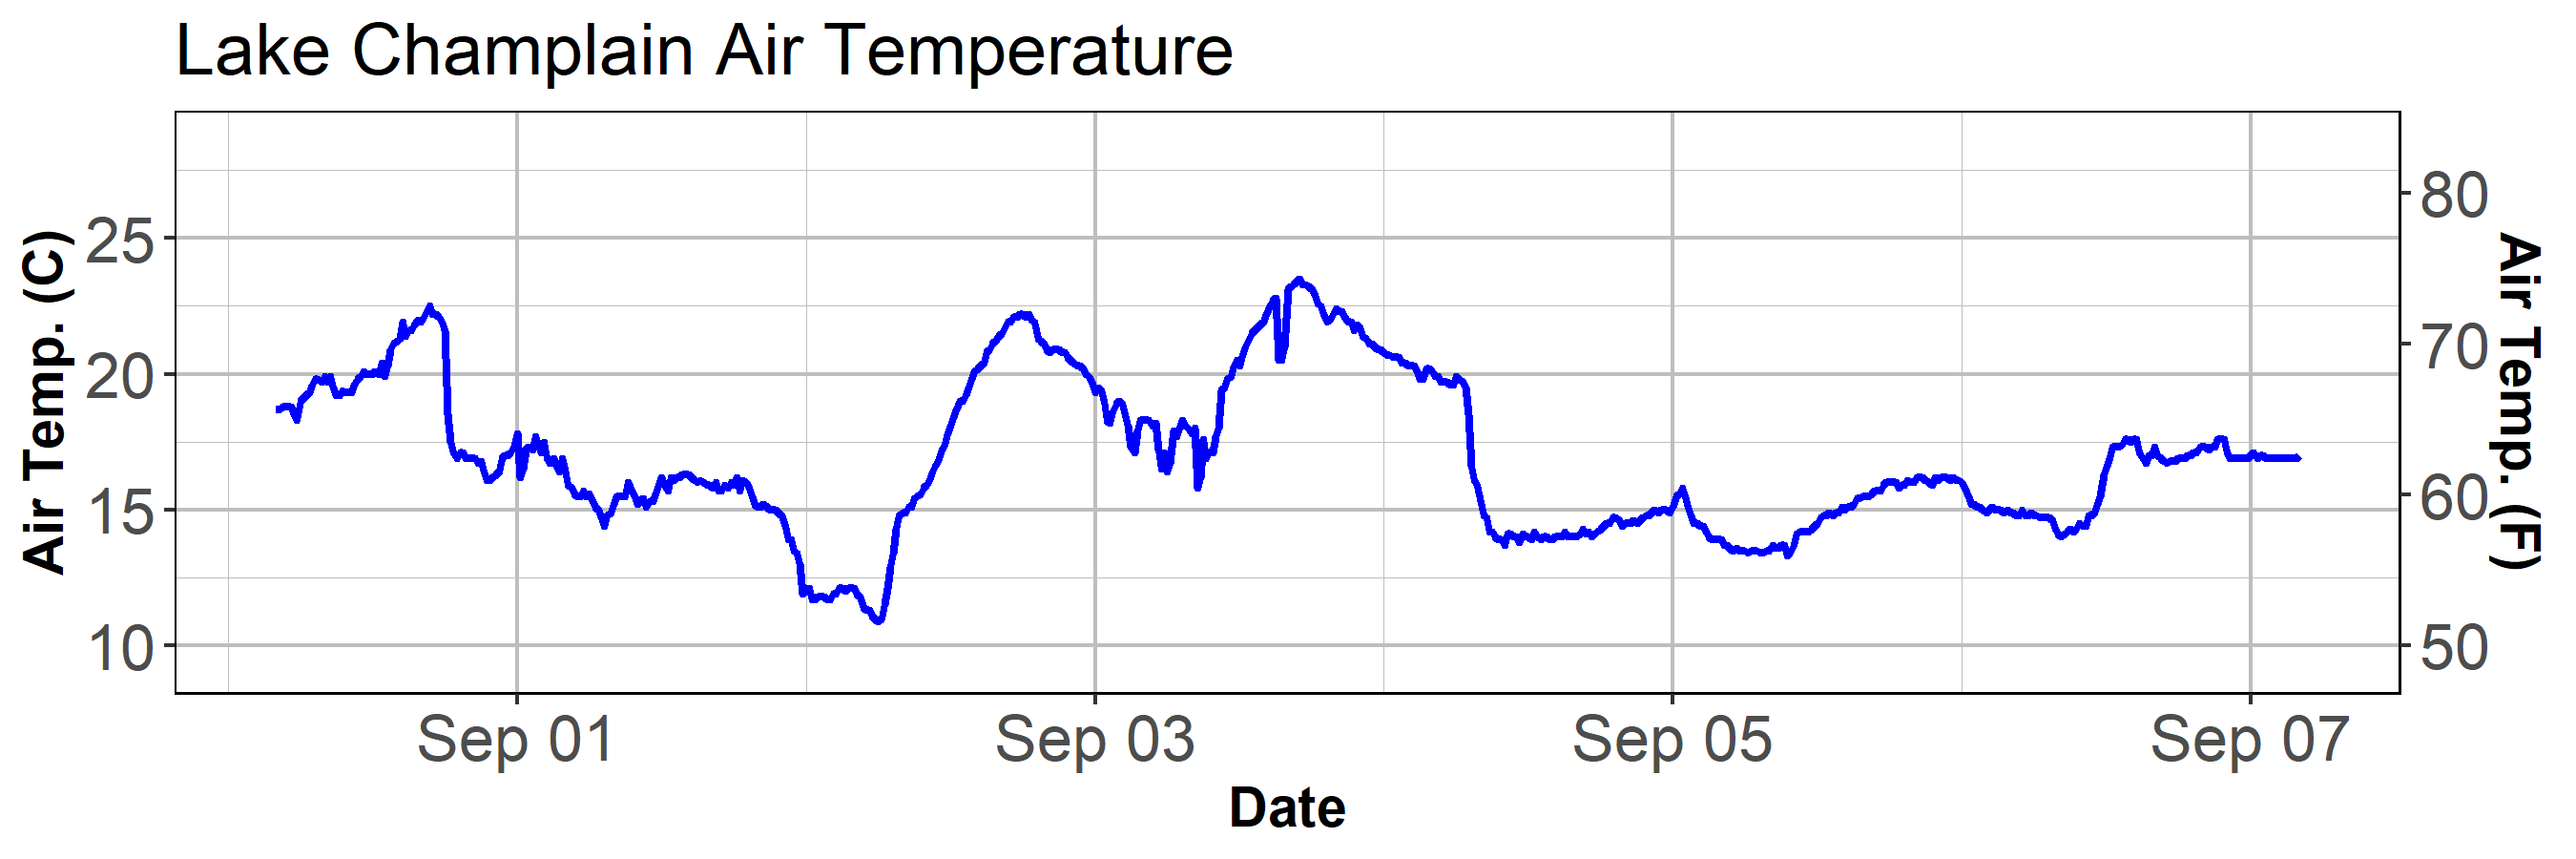 Lake Champlain Air Temperature
Air Temp. (C)
25
20
15
10
80
70
60
50
Air Temp. (F)
Sep 01 Sep 03 Sep 05 Sep 07
Date